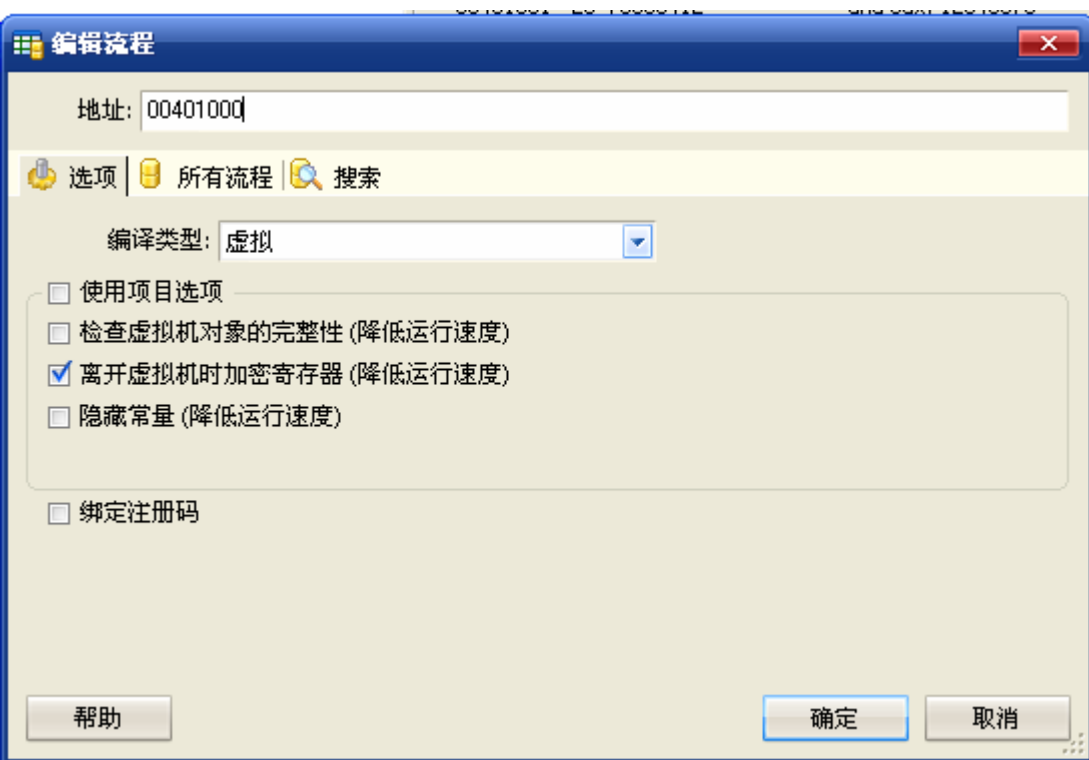 编辑流程
地址: 00401000
选项 所有流程 搜索
编译类型: 虚拟
使用项目选项
检查虚拟机对象的完整性 (降低运行速度)
离开虚拟机时加密寄存器 (降低运行速度)
隐藏常量 (降低运行速度)
绑定注册码
帮助 确定 取消